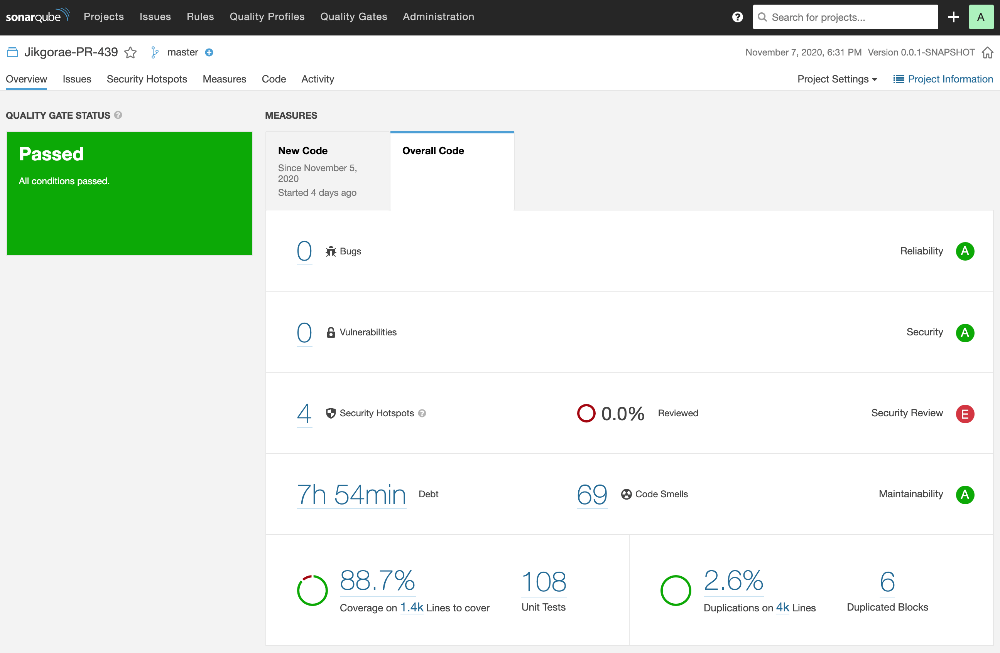 sonarqube Projects Issues Rules Quality Profiles Quality Gates Administration ? Search for projects... A
Jikgorae-PR-439 master November 7, 2020, 6:31 PM Version 0.0.1-SNAPSHOT
Overview Issues Security Hotspots Measures Code Activity Project Settings Project Information
QUALITY GATE STATUS ?
Passed
All conditions passed.
MEASURES
New Code
Since November 5,
2020
Started 4 days ago
Overall Code
0 Bugs Reliability A
0 Vulnerabilities Security A
4 Security Hotspots ? 0.0% Reviewed Security Review E
7h 54min Debt 69 Code Smells Maintainability A
88.7%
Coverage on 1.4k Lines to cover
108
Unit Tests
2.6%
Duplications on 4k Lines
6
Duplicated Blocks